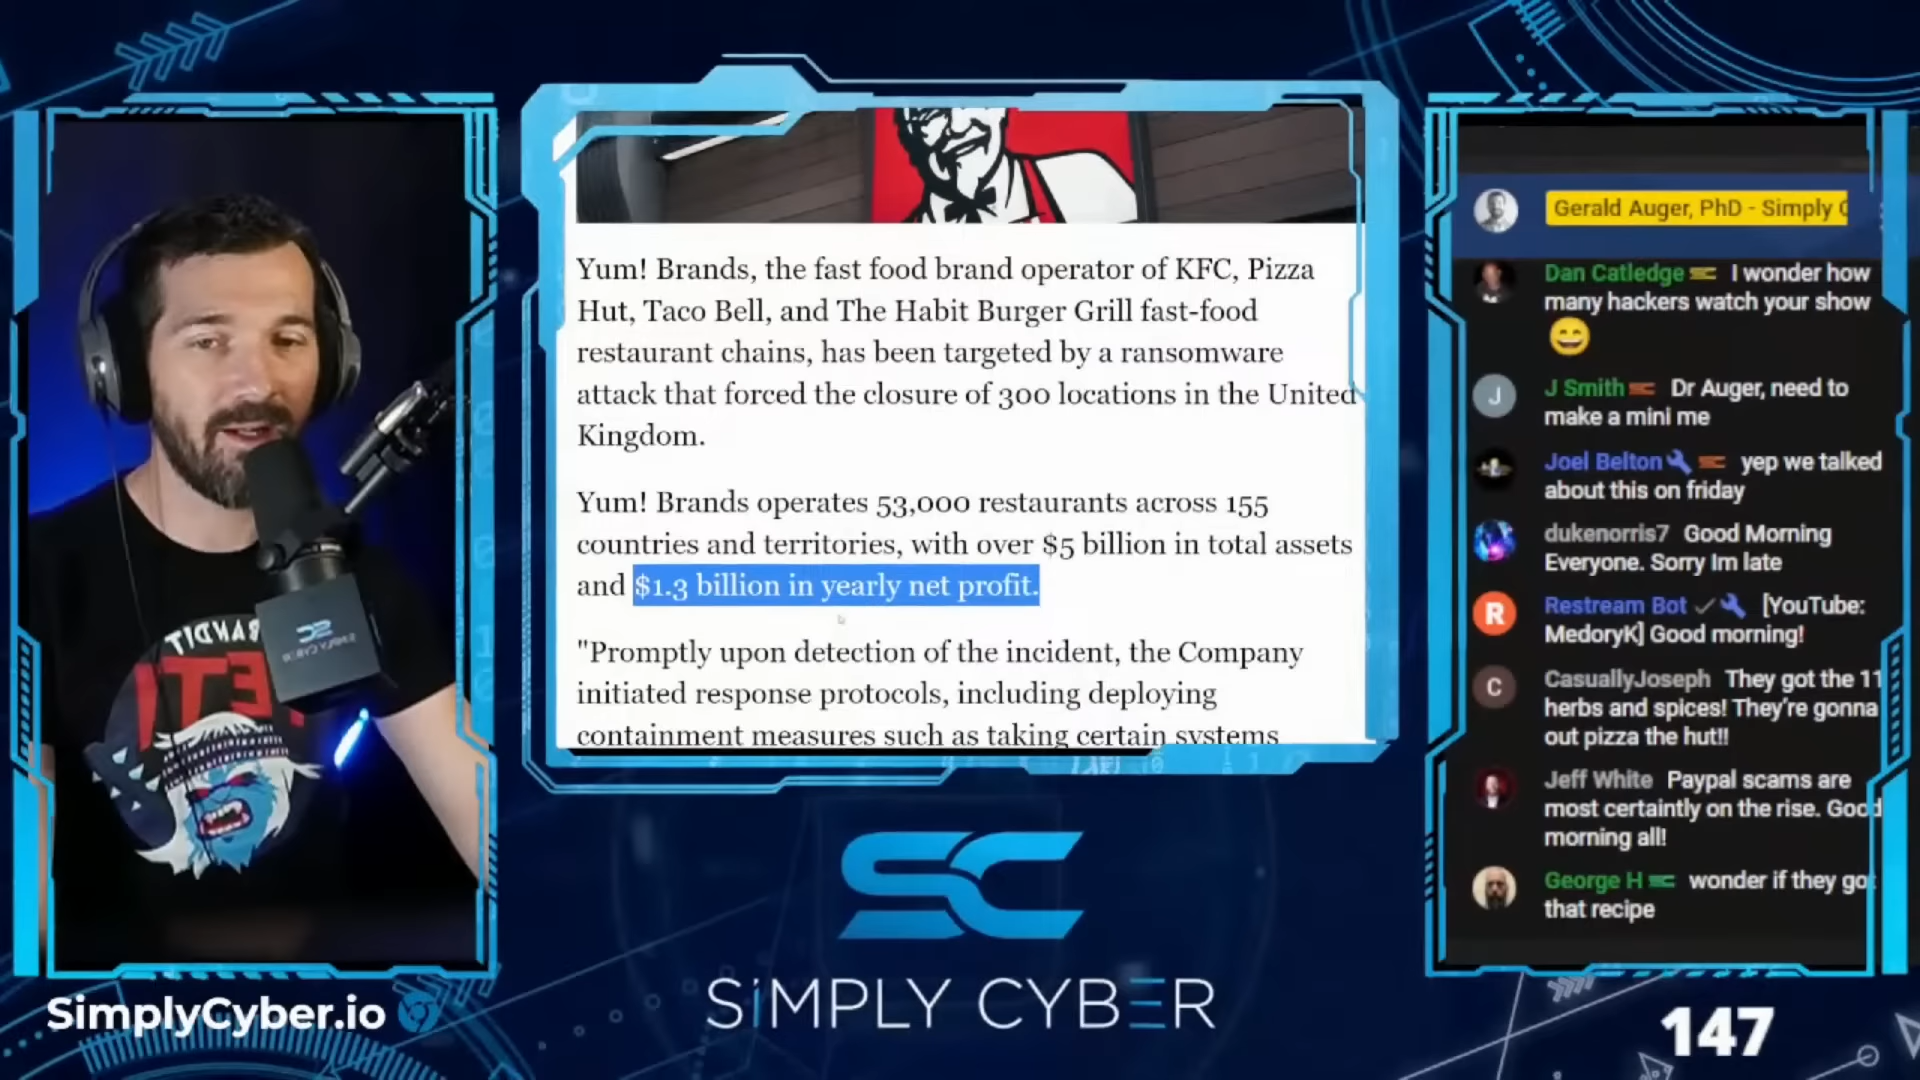 Yum! Brands, the fast food brand operator of KFC, Pizza
Hut, Taco Bell, and The Habit Burger Grill fast-food
restaurant chains, has been targeted by a ransomware
attack that forced the closure of 300 locations in the United
Kingdom.
Yum! Brands operates 53,000 restaurants across 155
countries and territories, with over $5 billion in total assets
and $1.3 billion in yearly net profit.
"Promptly upon detection of the incident, the Company
initiated response protocols, including deploying
containment measures such as taking certain systems
Gerald Auger, PhD - Simply C
Dan Catledge I wonder how
many hackers watch your show
J
J Smith Dr Auger, need to
make a mini me
Joel Belton yep we talked
about this on friday
dukenorris7 Good Morning
Everyone. Sorry Im late
R
Restream Bot [YouTube:
MedoryK] Good morning!
C
CasuallyJoseph They got the 11
herbs and spices! They're gonna
out pizza the hut!!
Jeff White Paypal scams are
most certaintly on the rise. Good
morning all!
George H wonder if they got
that recipe
BANDIT
YETI
SC
SIMPLY CYBER
SC
SiMPLY CYBER
SimplyCyber.io
147